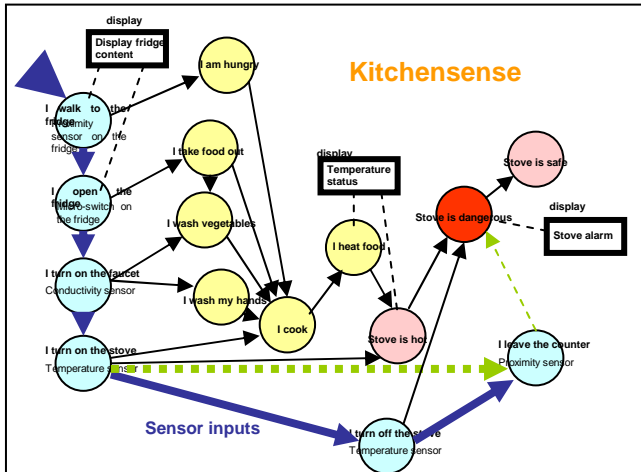 display
Display fridge
content
Kitchensense
I am hungry
I walk to the
fridge
Proximity
sensor on the
fridge
I take food out
display
Temperature
status
Stove is safe
I open the
fridge
Micro-switch on
the fridge
I wash vegetables
Stove is dangerous
display
Stove alarm
I heat food
I turn on the faucet
Conductivity sensor
I wash my hands
I cook
Stove is hot
I turn on the stove
Temperature sensor
I leave the counter
Proximity sensor
Sensor inputs
I turn off the stove
Temperature sensor